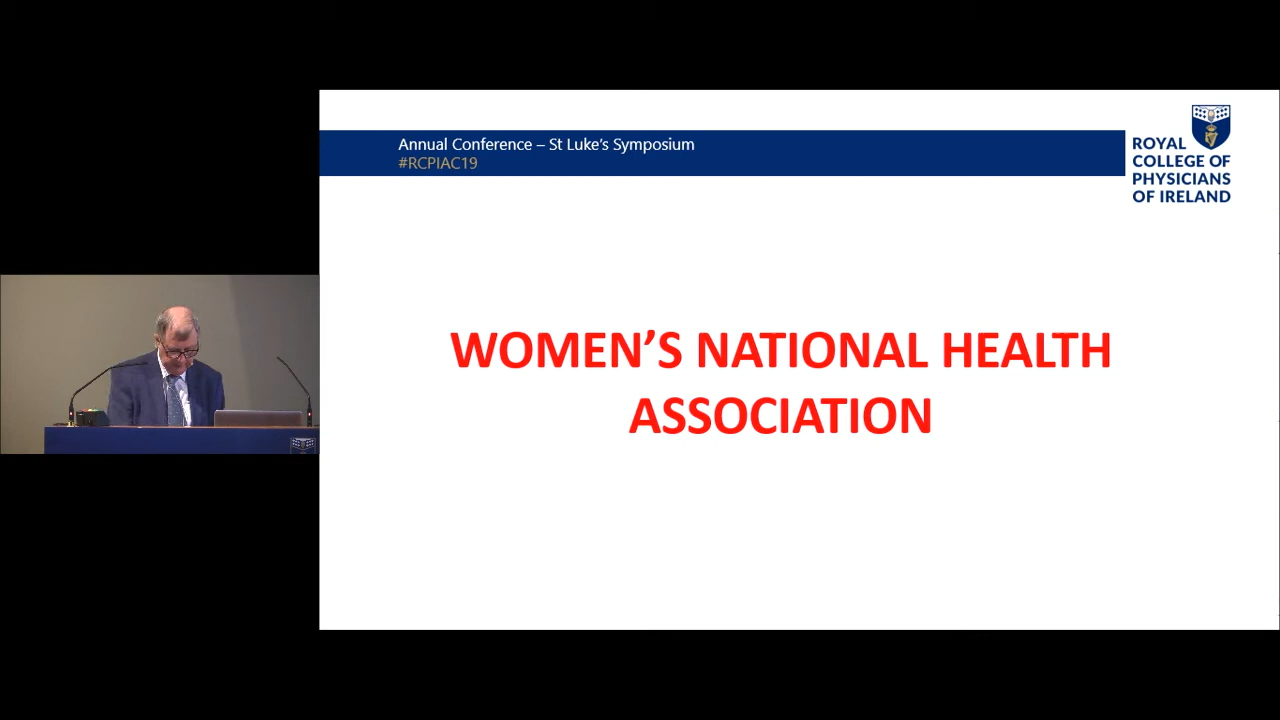 Annual Conference – St Luke's Symposium
#RCPIAC19
ROYAL
COLLEGE OF
PHYSICIANS
OF IRELAND
WOMEN’S NATIONAL HEALTH
ASSOCIATION